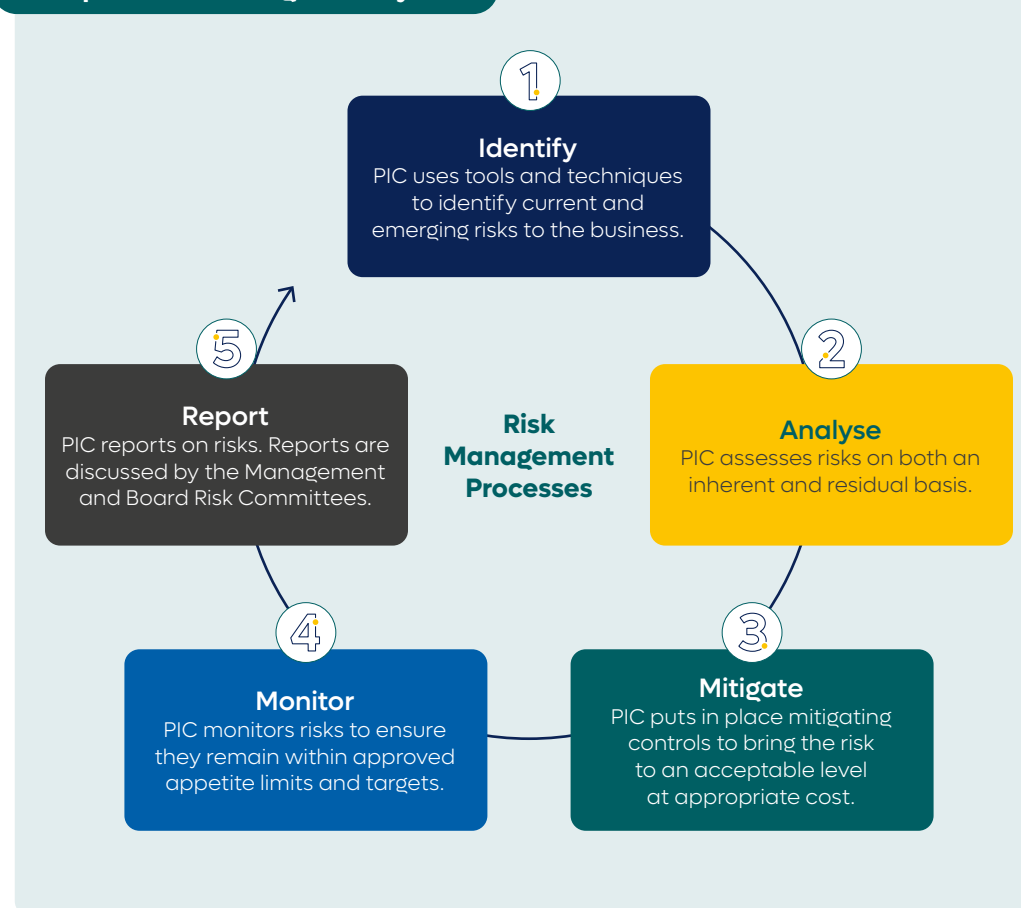 1
Identify
PIC uses tools and techniques
to identify current and
emerging risks to the business.
2
Analyse
PIC assesses risks on both an
inherent and residual basis.
3
Mitigate
PIC puts in place mitigating
controls to bring the risk
to an acceptable level
at appropriate cost.
4
Monitor
PIC monitors risks to ensure
they remain within approved
appetite limits and targets.
5
Report
PIC reports on risks. Reports are
discussed by the Management
and Board Risk Committees.
Risk
Management
Processes